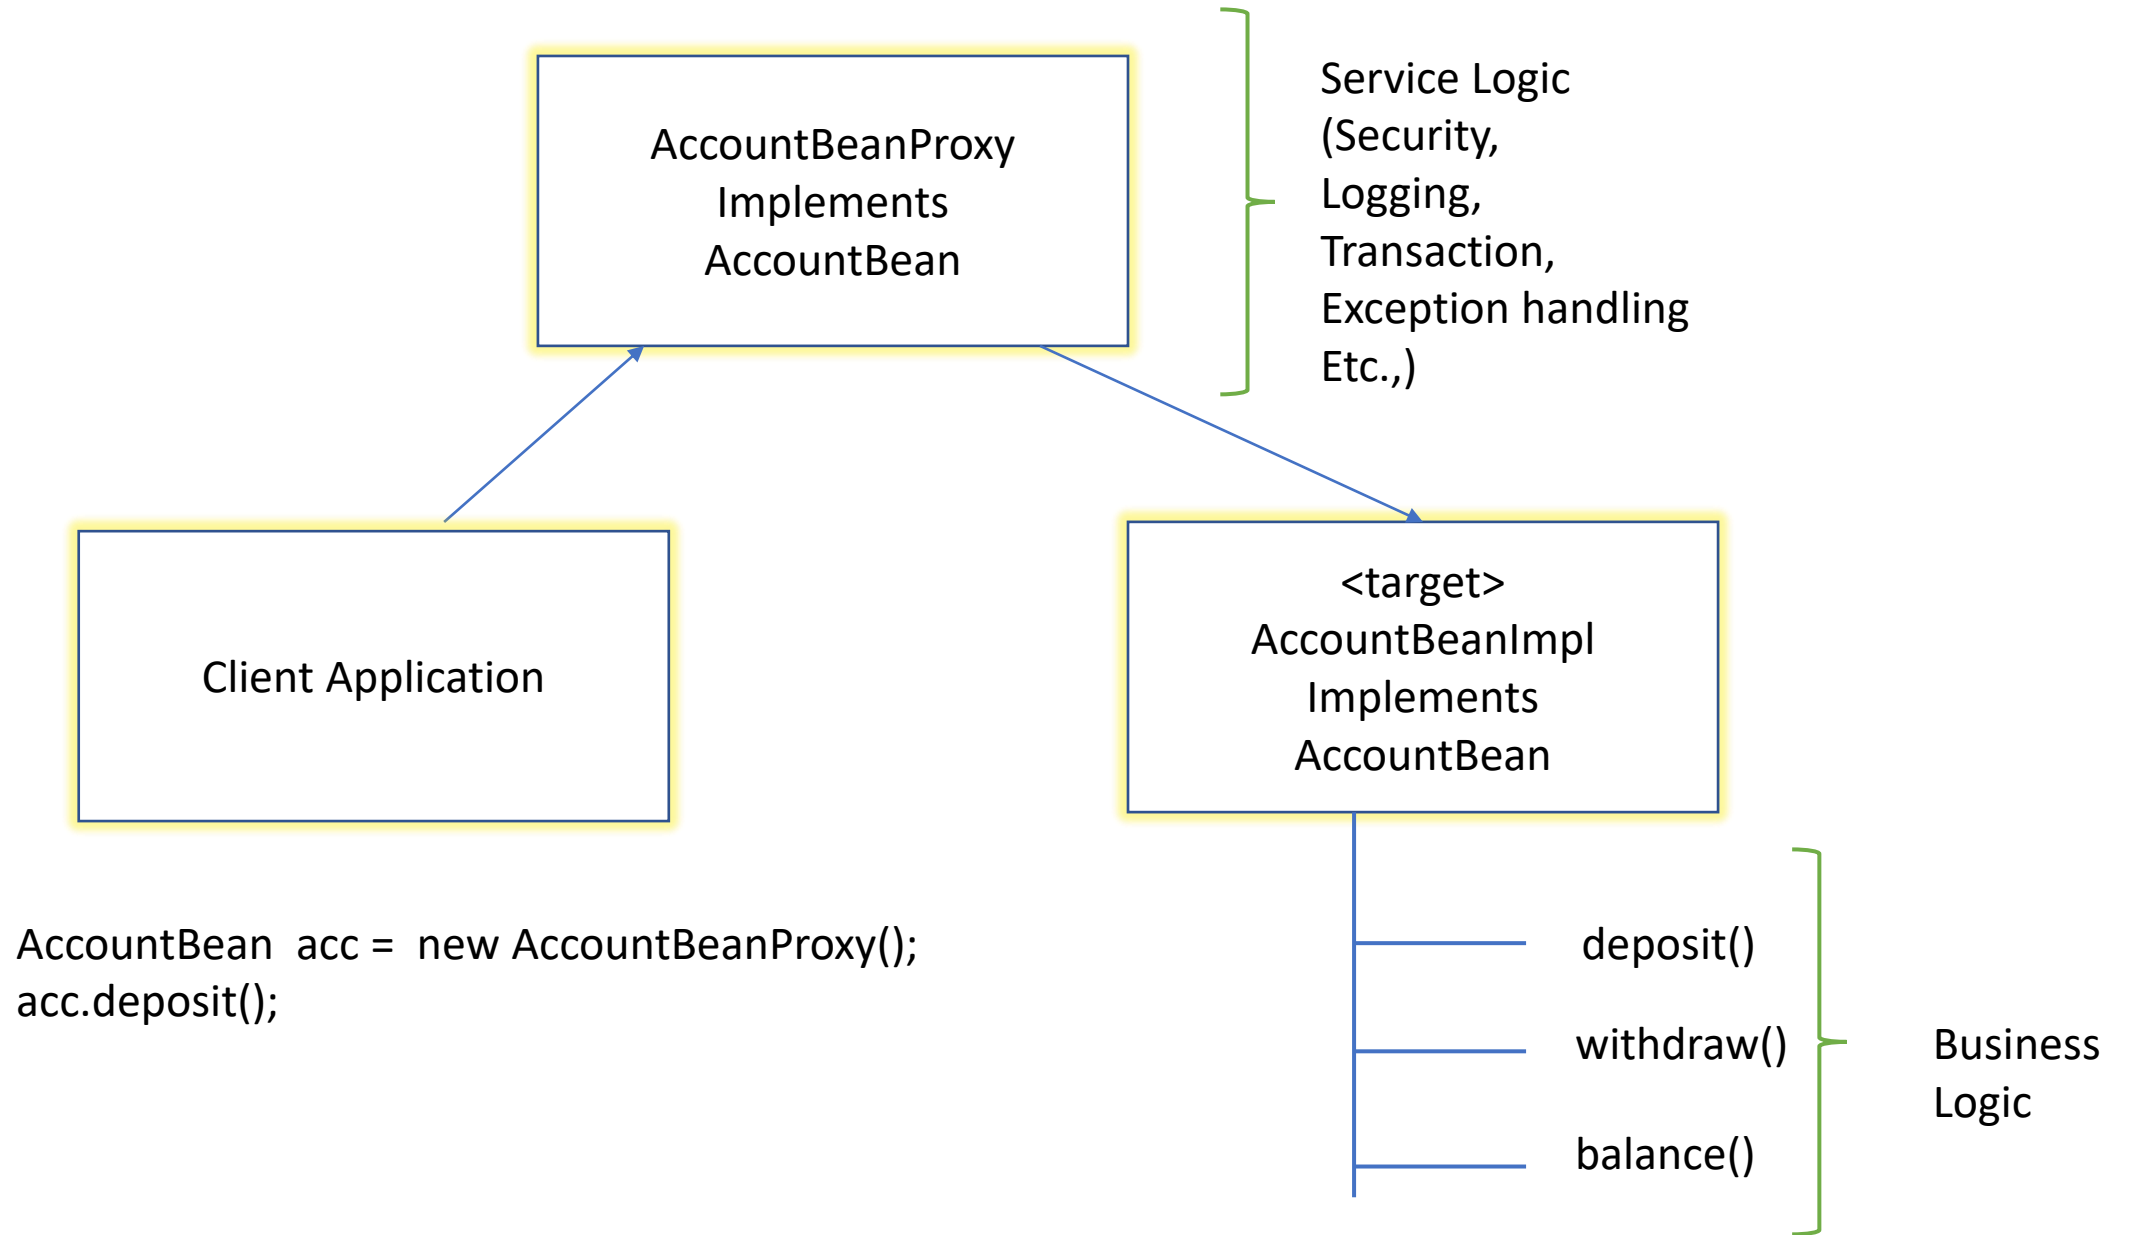 AccountBeanProxy
Implements
AccountBean
Service Logic
(Security,
Logging,
Transaction,
Exception handling
Etc.,)
Client Application
<target>
AccountBeanImpl
Implements
AccountBean
AccountBean  acc =  new AccountBeanProxy();
acc.deposit();
deposit()
withdraw()
balance()
Business
Logic